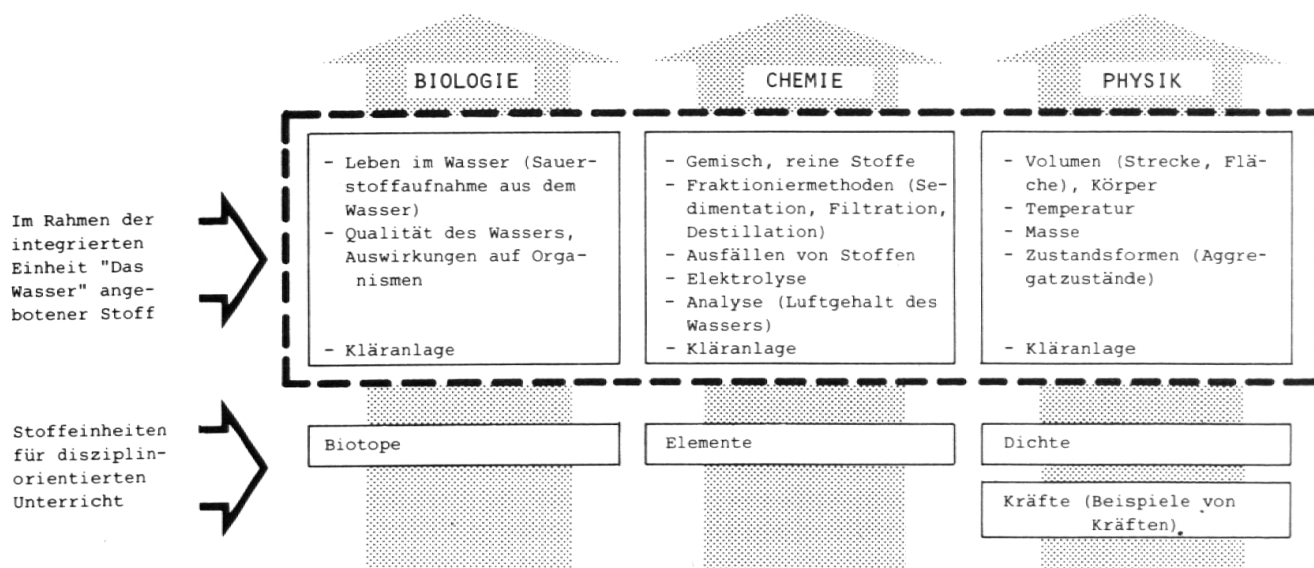 BIOLOGIE
CHEMIE
PHYSIK
Im Rahmen der
integrierten
Einheit "Das
Wasser" ange-
botener Stoff
- Leben im Wasser (Sauer-
stoffaufnahme aus dem
Wasser)
- Qualität des Wassers,
Auswirkungen auf Orga-
nismen
- Kläranlage
- Gemisch, reine Stoffe
- Fraktioniermethoden (Se-
dimentation, Filtration,
Destillation)
- Ausfällen von Stoffen
- Elektrolyse
- Analyse (Luftgehalt des
Wassers)
- Kläranlage
- Volumen (Strecke, Flä-
che), Körper
- Temperatur
- Masse
- Zustandsformen (Aggre-
gatzustände)
- Kläranlage
Stoffeinheiten
für disziplin-
orientierten
Unterricht
Biotope
Elemente
Dichte
Kräfte (Beispiele von
Kräften)